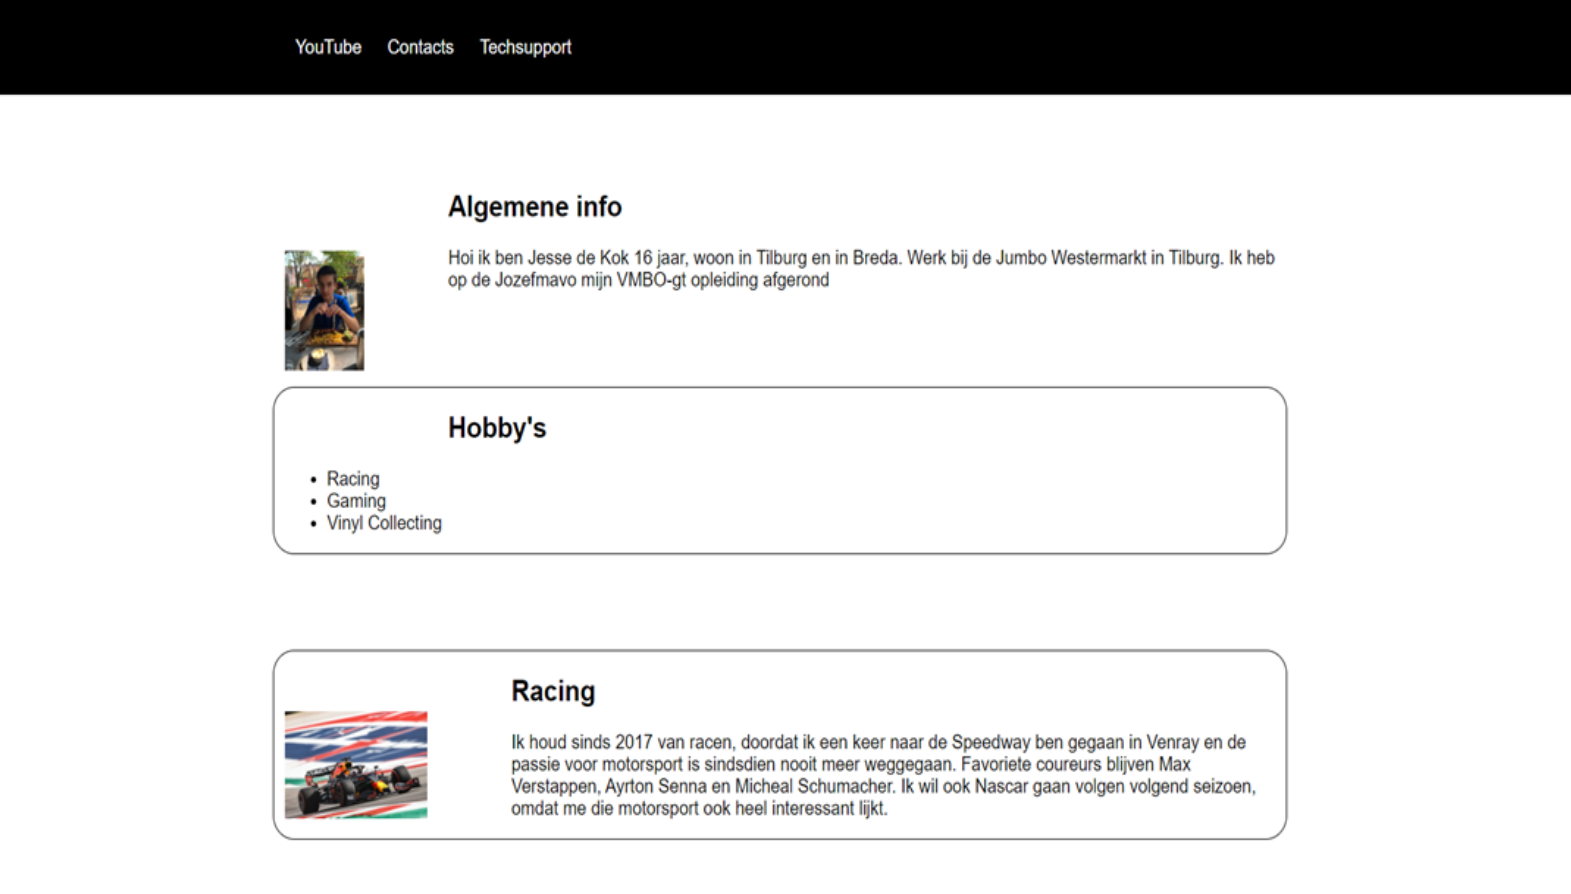 YouTube Contacts Techsupport
Algemene info
Hoi ik ben Jesse de Kok 16 jaar, woon in Tilburg en in Breda. Werk bij de Jumbo Westermarkt in Tilburg. Ik heb
op de Jozefmavo mijn VMBO-gt opleiding afgerond
Hobby's
• Racing
• Gaming
• Vinyl Collecting
Racing
Ik houd sinds 2017 van racen, doordat ik een keer naar de Speedway ben gegaan in Venray en de
passie voor motorsport is sindsdien nooit meer weggegaan. Favoriete coureurs blijven Max
Verstappen, Ayrton Senna en Micheal Schumacher. Ik wil ook Nascar gaan volgen volgend seizoen,
omdat me die motorsport ook heel interessant lijkt.